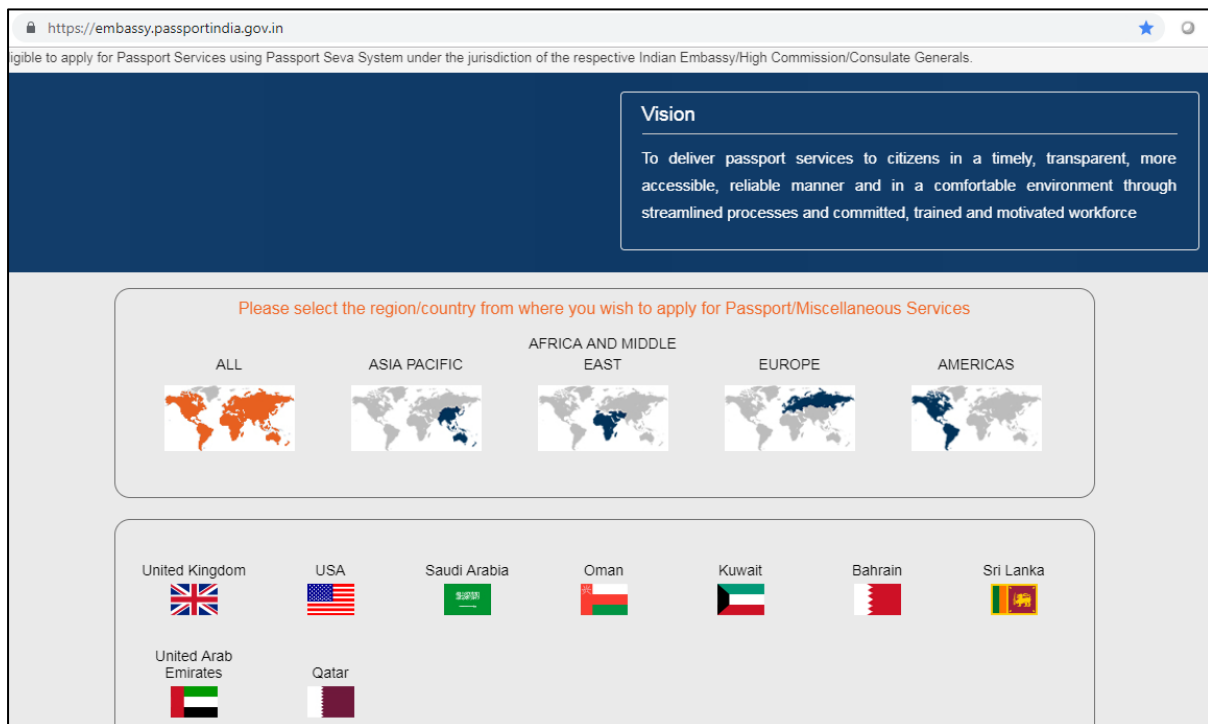 https://embassy.passportindia.gov.in
igible to apply for Passport Services using Passport Seva System under the jurisdiction of the respective Indian Embassy/High Commission/Consulate Generals.
Vision
To deliver passport services to citizens in a timely, transparent, more
accessible, reliable manner and in a comfortable environment through
streamlined processes and committed, trained and motivated workforce
Please select the region/country from where you wish to apply for Passport/Miscellaneous Services
ALL
ASIA PACIFIC
AFRICA AND MIDDLE
EAST
EUROPE
AMERICAS
United Kingdom
USA
Saudi Arabia
Oman
Kuwait
Bahrain
Sri Lanka
United Arab
Emirates
Qatar